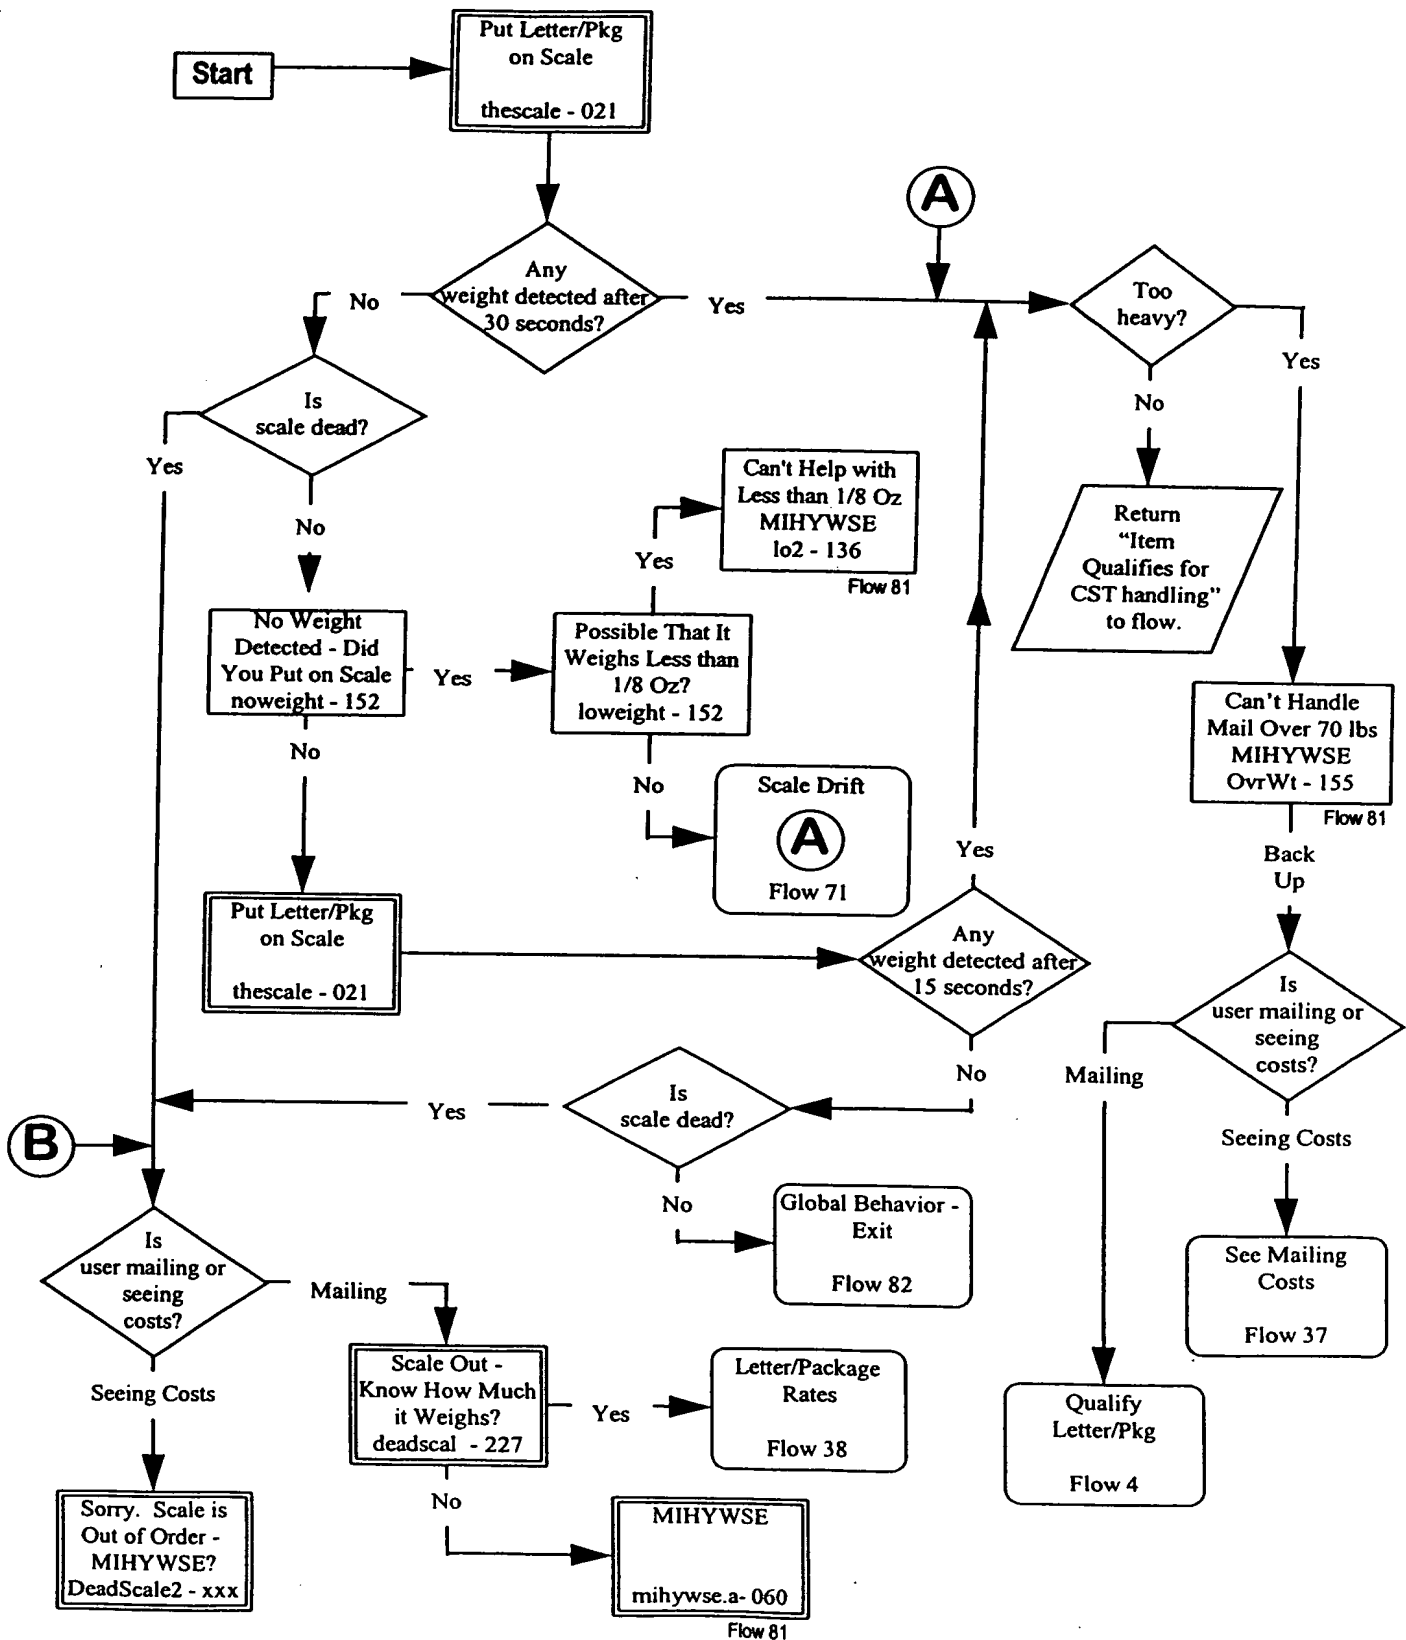 Start
Put Letter/Pkg
on Scale
thescale - 021
A
Any
weight detected after
30 seconds?
No
Yes
Too
heavy?
Yes
No
Is
scale dead?
Yes
No
Return
“Item
Qualifies for
CST handling”
to flow.
Can't Help with
Less than 1/8 Oz
MIHYWSE
lo2 - 136
Flow 81
Yes
No Weight
Detected - Did
You Put on Scale
noweight - 152
Yes
Possible That It
Weighs Less than
1/8 Oz?
loweight - 152
No
No
Scale Drift
A
Flow 71
Can't Handle
Mail Over 70 lbs
MIHYWSE
OvrWt - 155
Flow 81
Back
Up
Yes
Put Letter/Pkg
on Scale
thescale - 021
Any
weight detected after
15 seconds?
No
Is
user mailing or
seeing
costs?
Mailing
Seeing Costs
Is
scale dead?
Yes
No
B
Global Behavior -
Exit
Flow 82
See Mailing
Costs
Flow 37
Is
user mailing or
seeing
costs?
Mailing
Seeing Costs
Scale Out -
Know How Much
it Weighs?
deadscal - 227
Yes
Letter/Package
Rates
Flow 38
Qualify
Letter/Pkg
Flow 4
No
Sorry. Scale is
Out of Order -
MIHYWSE?
DeadScale2 - xxx
MIHYWSE
mihywse.a- 060
Flow 81